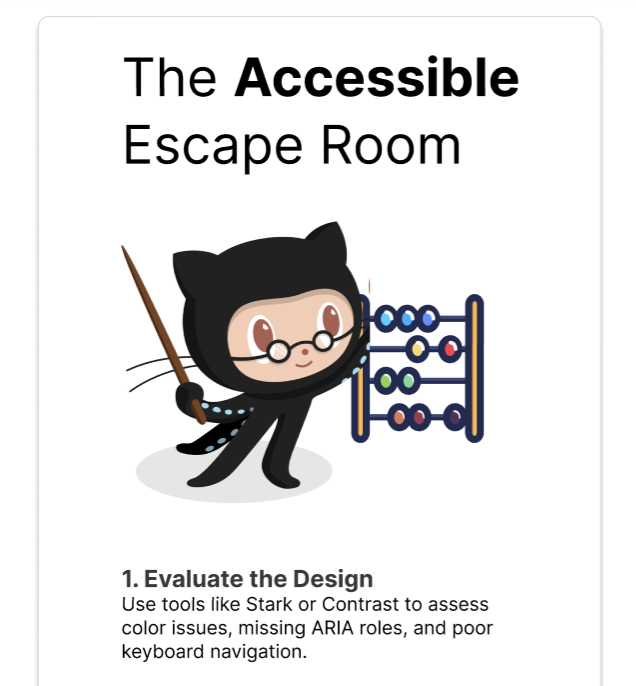 The Accessible
Escape Room
1. Evaluate the Design
Use tools like Stark or Contrast to assess
color issues, missing ARIA roles, and poor
keyboard navigation.